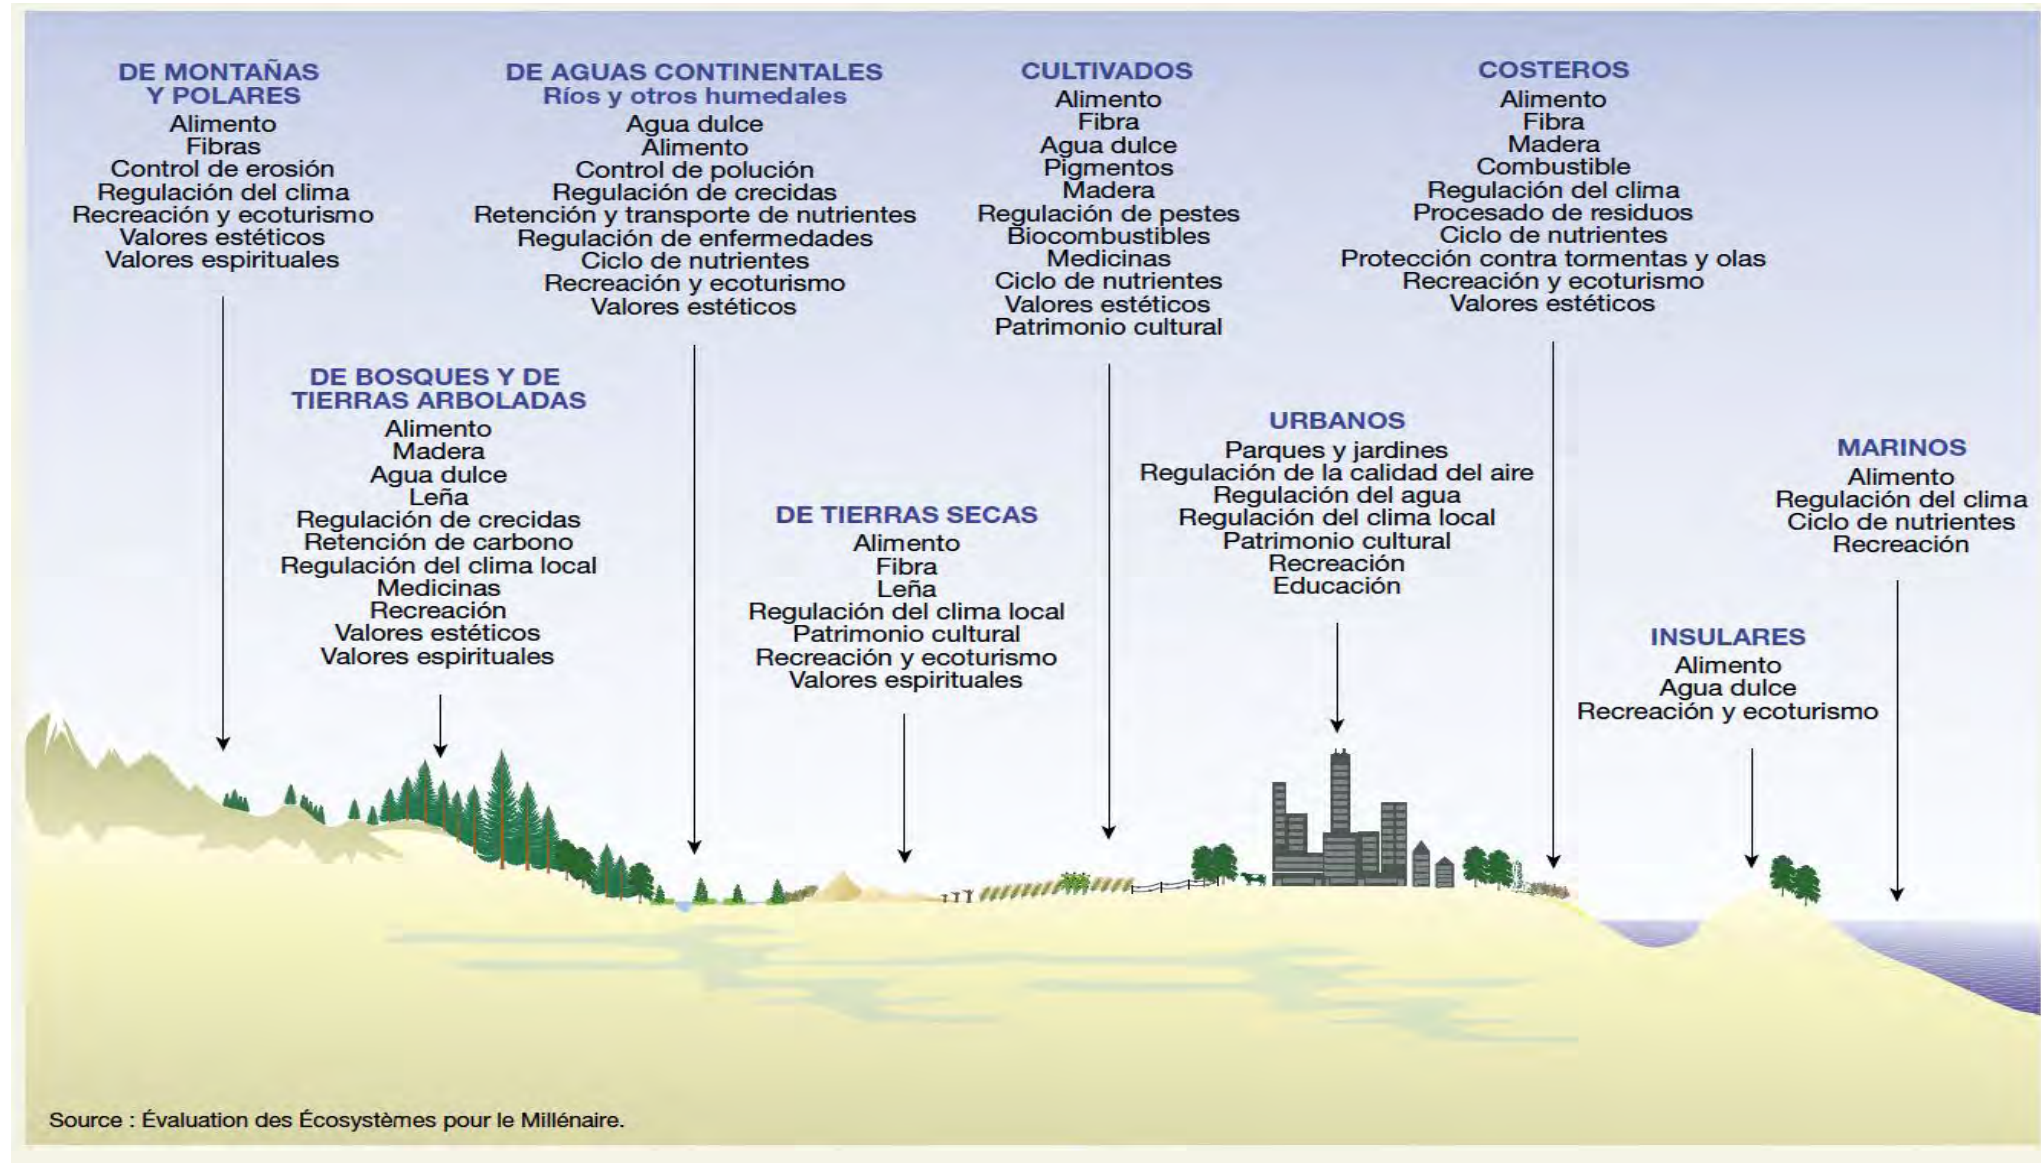 DE MONTAÑAS
Y POLARES
Alimento
Fibras
Control de erosión
Regulación del clima
Recreación y ecoturismo
Valores estéticos
Valores espirituales
DE BOSQUES Y DE
TIERRAS ARBOLADAS
Alimento
Madera
Agua dulce
Leña
Regulación de crecidas
Retención de carbono
Regulación del clima local
Medicinas
Recreación
Valores estéticos
Valores espirituales
DE AGUAS CONTINENTALES
Ríos y otros humedales
Agua dulce
Alimento
Control de polución
Regulación de crecidas
Retención y transporte de nutrientes
Regulación de enfermedades
Ciclo de nutrientes
Recreación y ecoturismo
Valores estéticos
DE TIERRAS SECAS
Alimento
Fibra
Leña
Regulación del clima local
Patrimonio cultural
Recreación y ecoturismo
Valores espirituales
CULTIVADOS
Alimento
Fibra
Agua dulce
Pigmentos
Madera
Regulación de pestes
Biocombustibles
Medicinas
Ciclo de nutrientes
Valores estéticos
Patrimonio cultural
URBANOS
Parques y jardines
Regulación de la calidad del aire
Regulación del agua
Regulación del clima local
Patrimonio cultural
Recreación
Educación
COSTEROS
Alimento
Fibra
Madera
Combustible
Regulación del clima
Procesado de residuos
Ciclo de nutrientes
Protección contra tormentas y olas
Recreación y ecoturismo
Valores estéticos
INSULARES
Alimento
Agua dulce
Recreación y ecoturismo
MARINOS
Alimento
Regulación del clima
Ciclo de nutrientes
Recreación
Source : Évaluation des Écosystèmes pour le Millénaire.